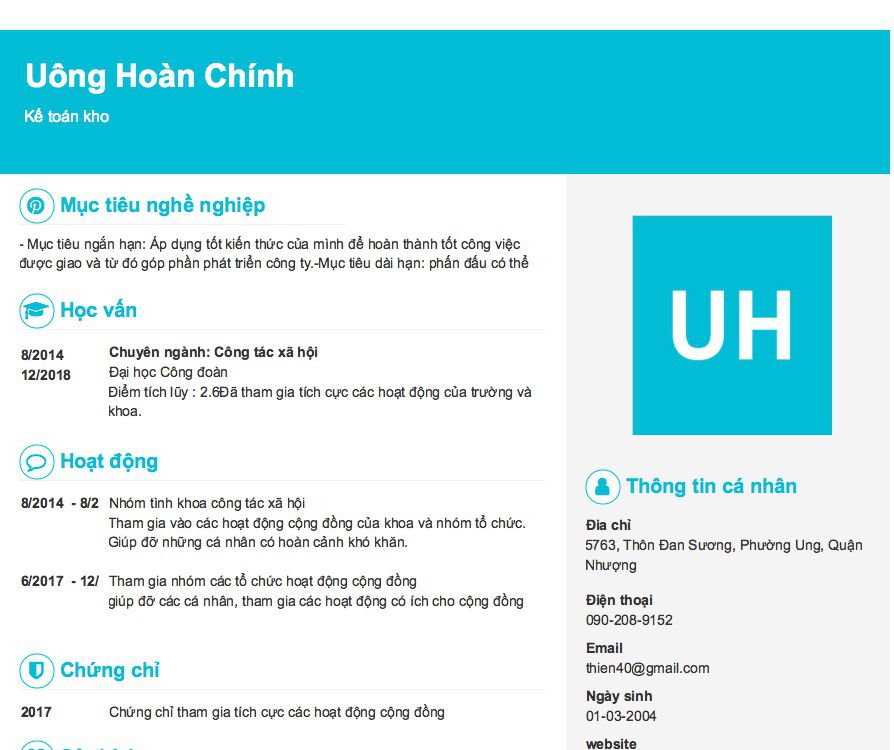 Uông Hoàn Chính
Kế toán kho
Mục tiêu nghề nghiệp
- Mục tiêu ngắn hạn: Áp dụng tốt kiến thức của mình để hoàn thành tốt công việc
được giao và từ đó góp phần phát triển công ty.-Mục tiêu dài hạn: phấn đấu có thể
Học vấn
8/2014
12/2018
Chuyên ngành: Công tác xã hội
Đại học Công đoàn
Điểm tích lũy : 2.6Đã tham gia tích cực các hoạt động của trường và
khoa.
Hoạt động
8/2014 - 8/2 Nhóm tình khoa công tác xã hội
Tham gia vào các hoạt động cộng đồng của khoa và nhóm tổ chức.
Giúp đỡ những cá nhân có hoàn cảnh khó khăn.
6/2017 - 12/ Tham gia nhóm các tổ chức hoạt động cộng đồng
giúp đỡ các cá nhân, tham gia các hoạt động có ích cho cộng đồng
Chứng chỉ
2017 Chứng chỉ tham gia tích cực các hoạt động cộng đồng
UH
Thông tin cá nhân
Đia chỉ
5763, Thôn Đan Sương, Phường Ung, Quận
Nhượng
Điện thoại
090-208-9152
Email
thien40@gmail.com
Ngày sinh
01-03-2004
website